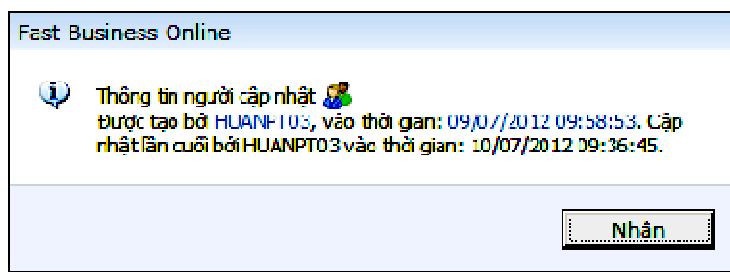 Fast Business Online
Thông tin người cập nhật
Được tạo bởi HUANPT03, vào thời gian: 09/07/2012 09:58:53. Cập
nhật lần cuối bởi HUANPT03 vào thời gian: 10/07/2012 09:36:45.
Nhận